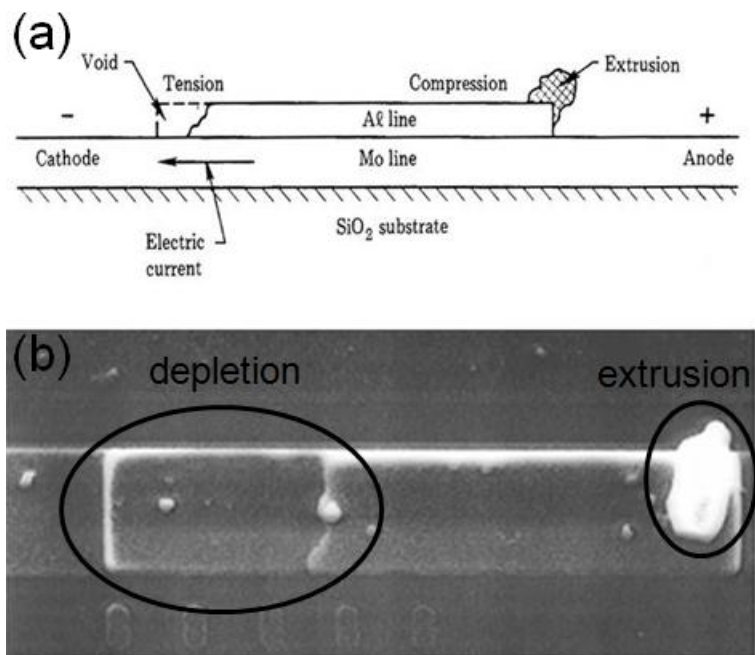 (a)
Void
Tension
Compression
Extrusion
−
Aℓ line
+
Cathode
Mo line
Anode
Electric
current
SiO₂ substrate
(b)
depletion
extrusion